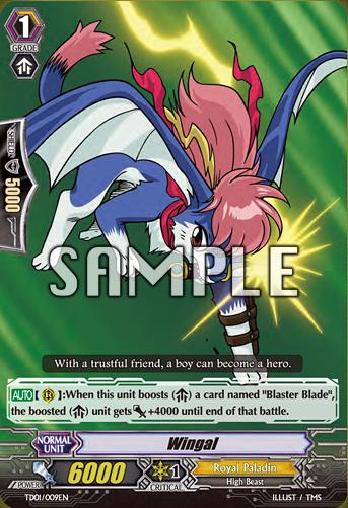 1
GRADE
SHIELD
5000
SAMPLE
With a trustful friend, a boy can become a hero.
AUTO [ ]:When this unit boosts ( ) a card named "Blaster Blade",
the boosted ( ) unit gets +4000 until end of that battle.
NORMAL
UNIT
Wingal
POWER
6000
1
CRITICAL
Royal Paladin
High Beast
TD01/009EN
ILLUST / TMS